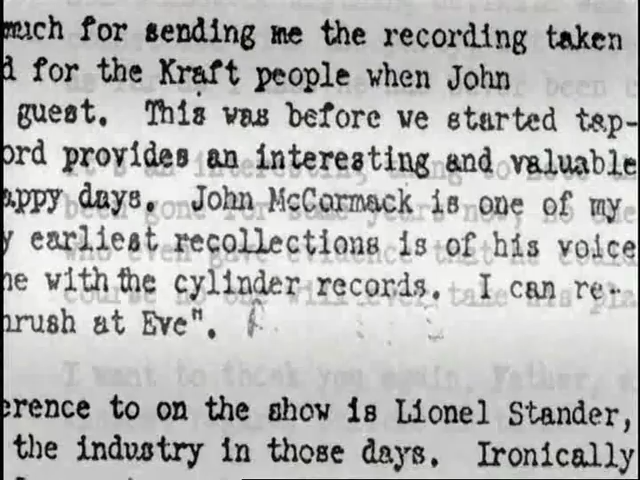 much for sending me the recording taken
d for the Kraft people when John
guest. This was before we started tap-
ord provides an interesting and valuable
appy days. John McCormack is one of my
y earliest recollections is of his voice
ne with the cylinder records. I can re-
hrush at Eve".
erence to on the show is Lionel Stander,
the industry in those days. Ironically